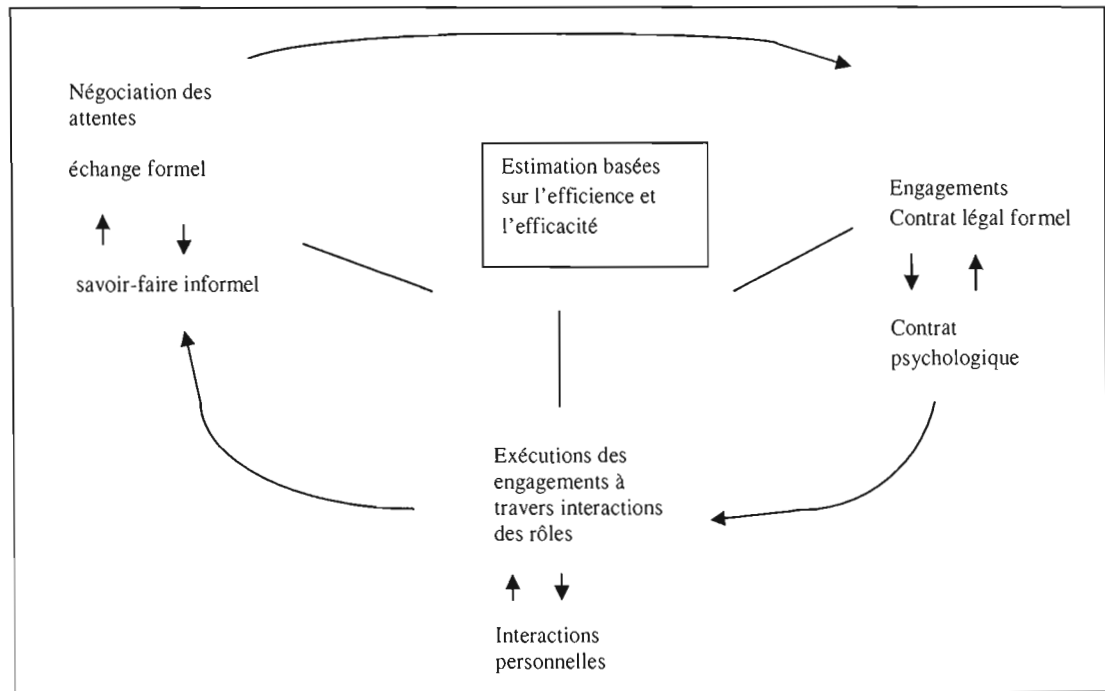 Négociation des
attentes
échange formel
savoir-faire informel
Estimation basées
sur l'efficience et
l'efficacité
Engagements
Contrat légal formel
Contrat
psychologique
Exécutions des
engagements à
travers interactions
des rôles
Interactions
personnelles